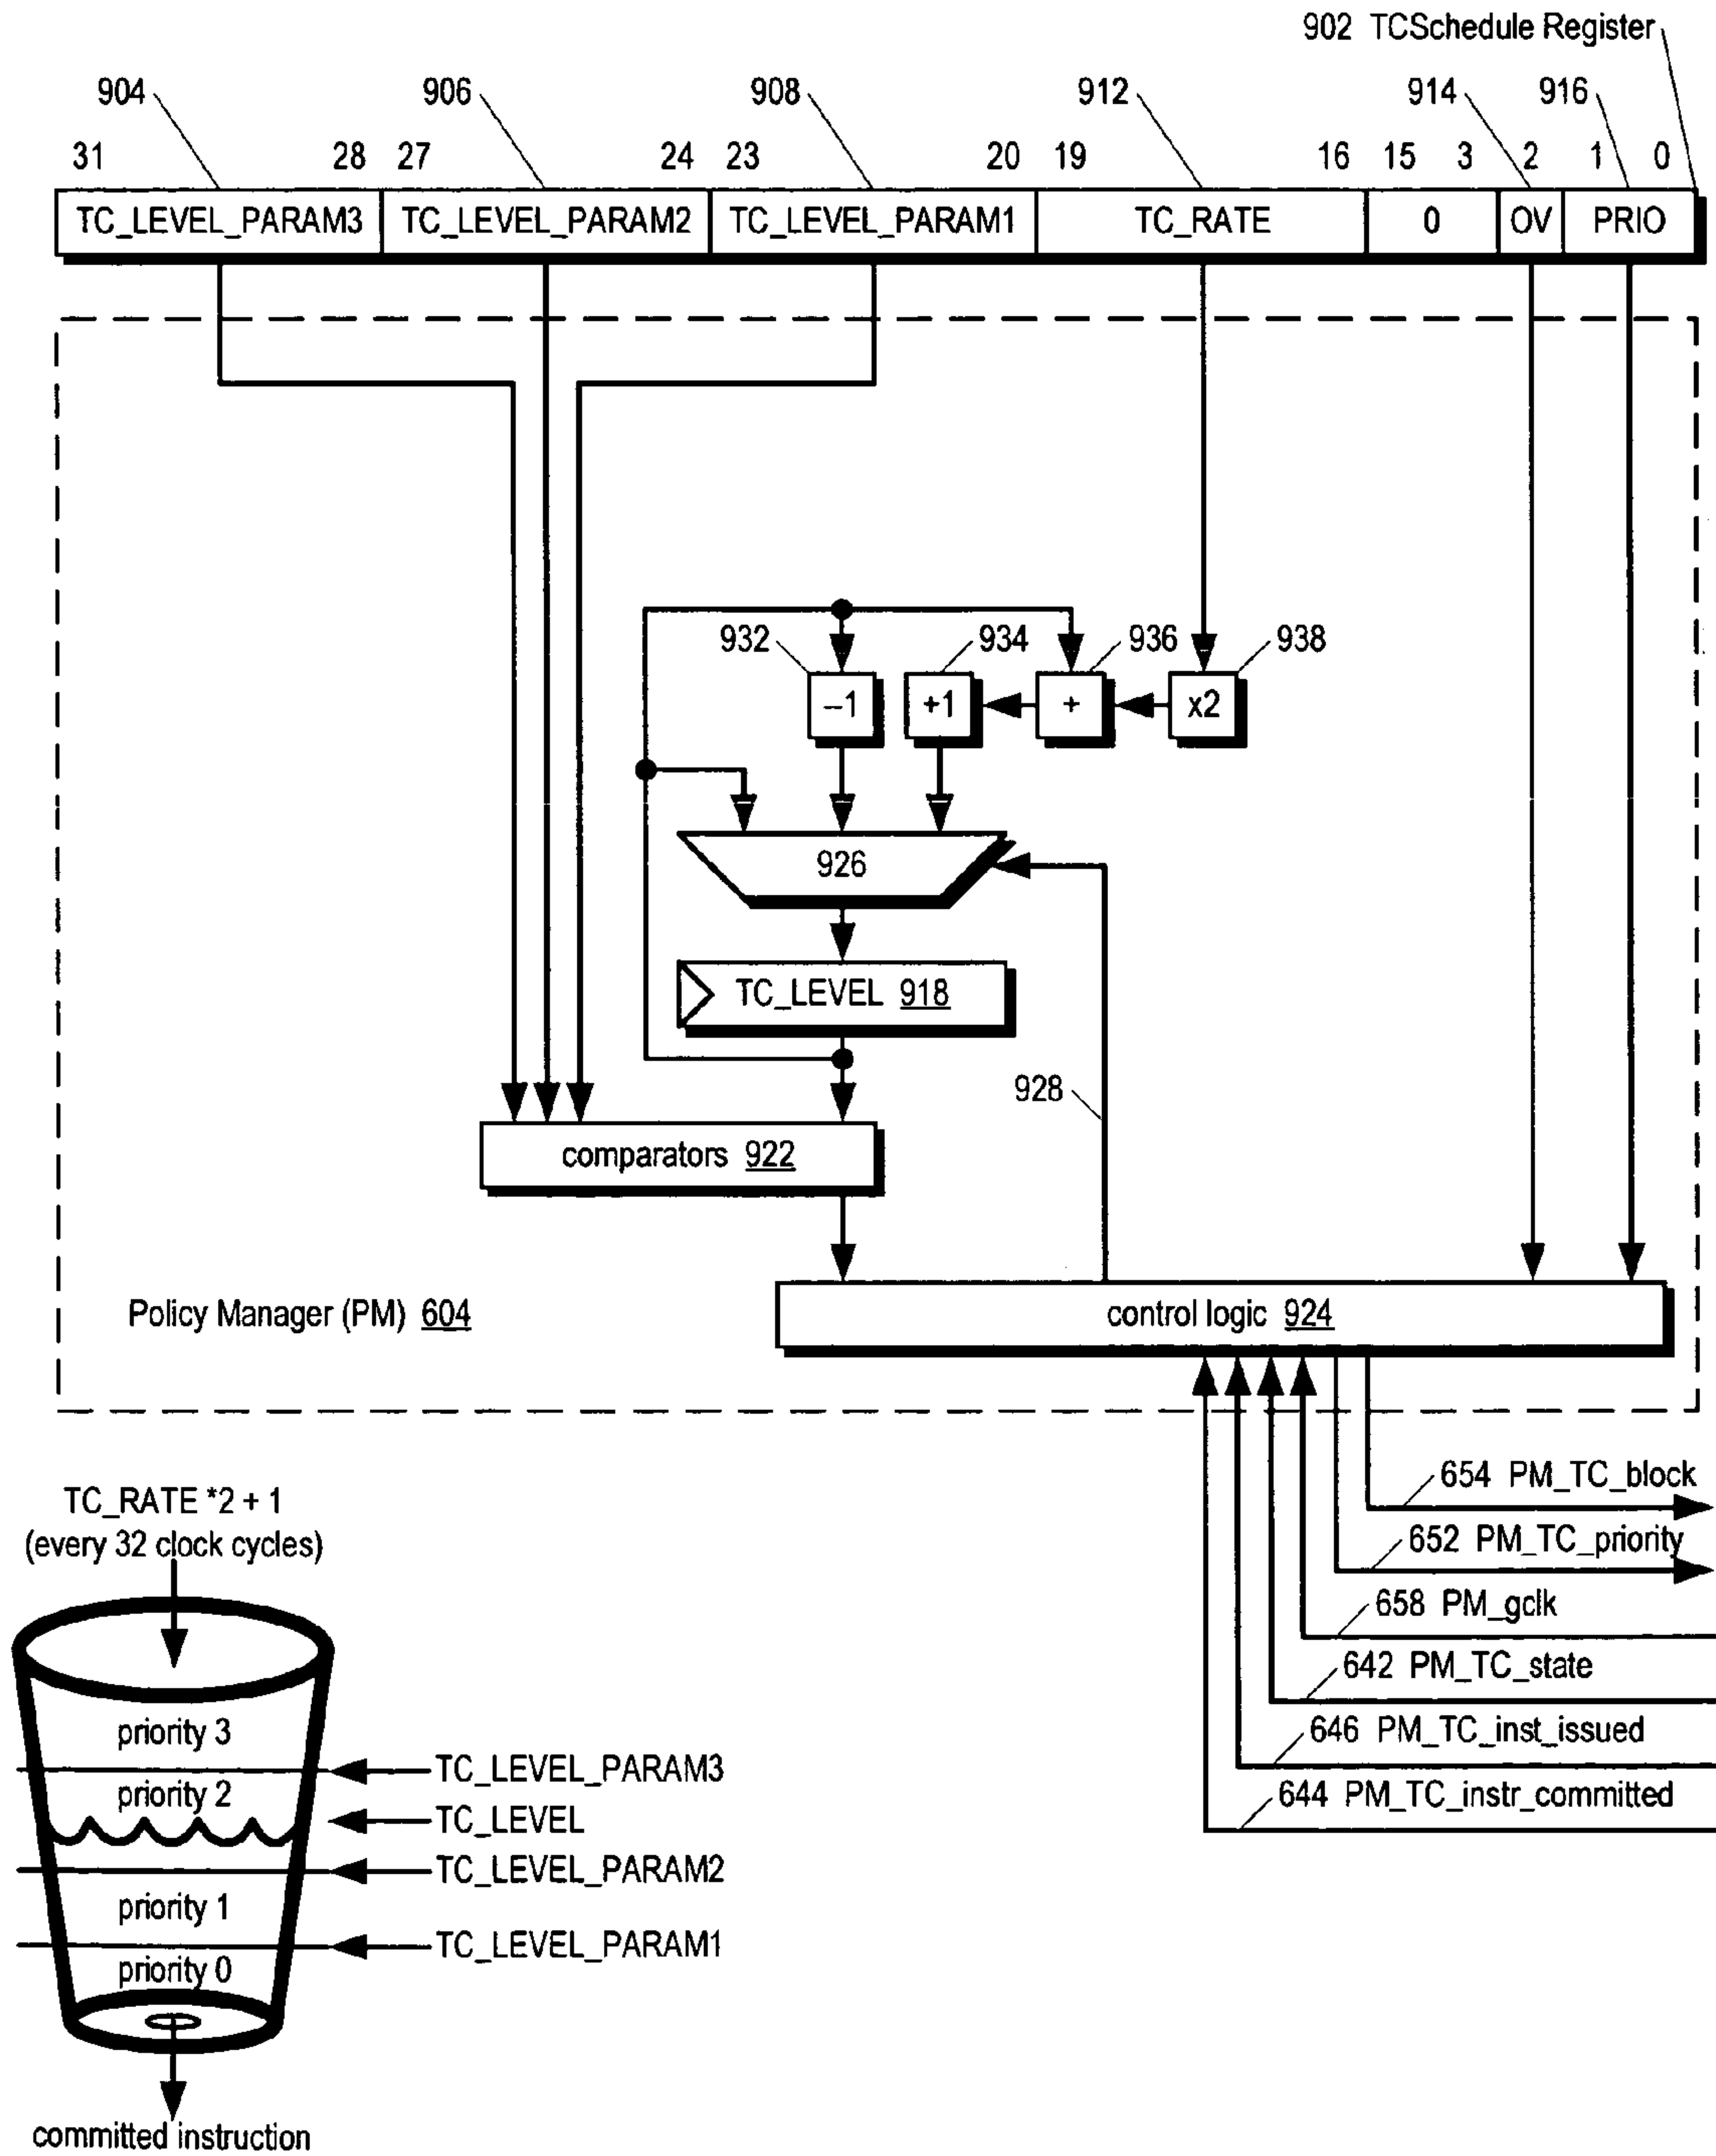 902 TCSchedule Register
904 906 908 912 914 916
31 28 27 24 23 20 19 16 15 3 2 1 0
TC_LEVEL_PARAM3 TC_LEVEL_PARAM2 TC_LEVEL_PARAM1 TC_RATE 0 OV PRIO
932 934 936 938
–1 +1 + x2
926
TC_LEVEL 918
928
comparators 922
Policy Manager (PM) 604
control logic 924
654 PM_TC_block
652 PM_TC_priority
658 PM_gclk
642 PM_TC_state
646 PM_TC_inst_issued
644 PM_TC_instr_committed
TC_RATE *2 + 1
(every 32 clock cycles)
priority 3
TC_LEVEL_PARAM3
priority 2
TC_LEVEL
TC_LEVEL_PARAM2
priority 1
TC_LEVEL_PARAM1
priority 0
committed instruction